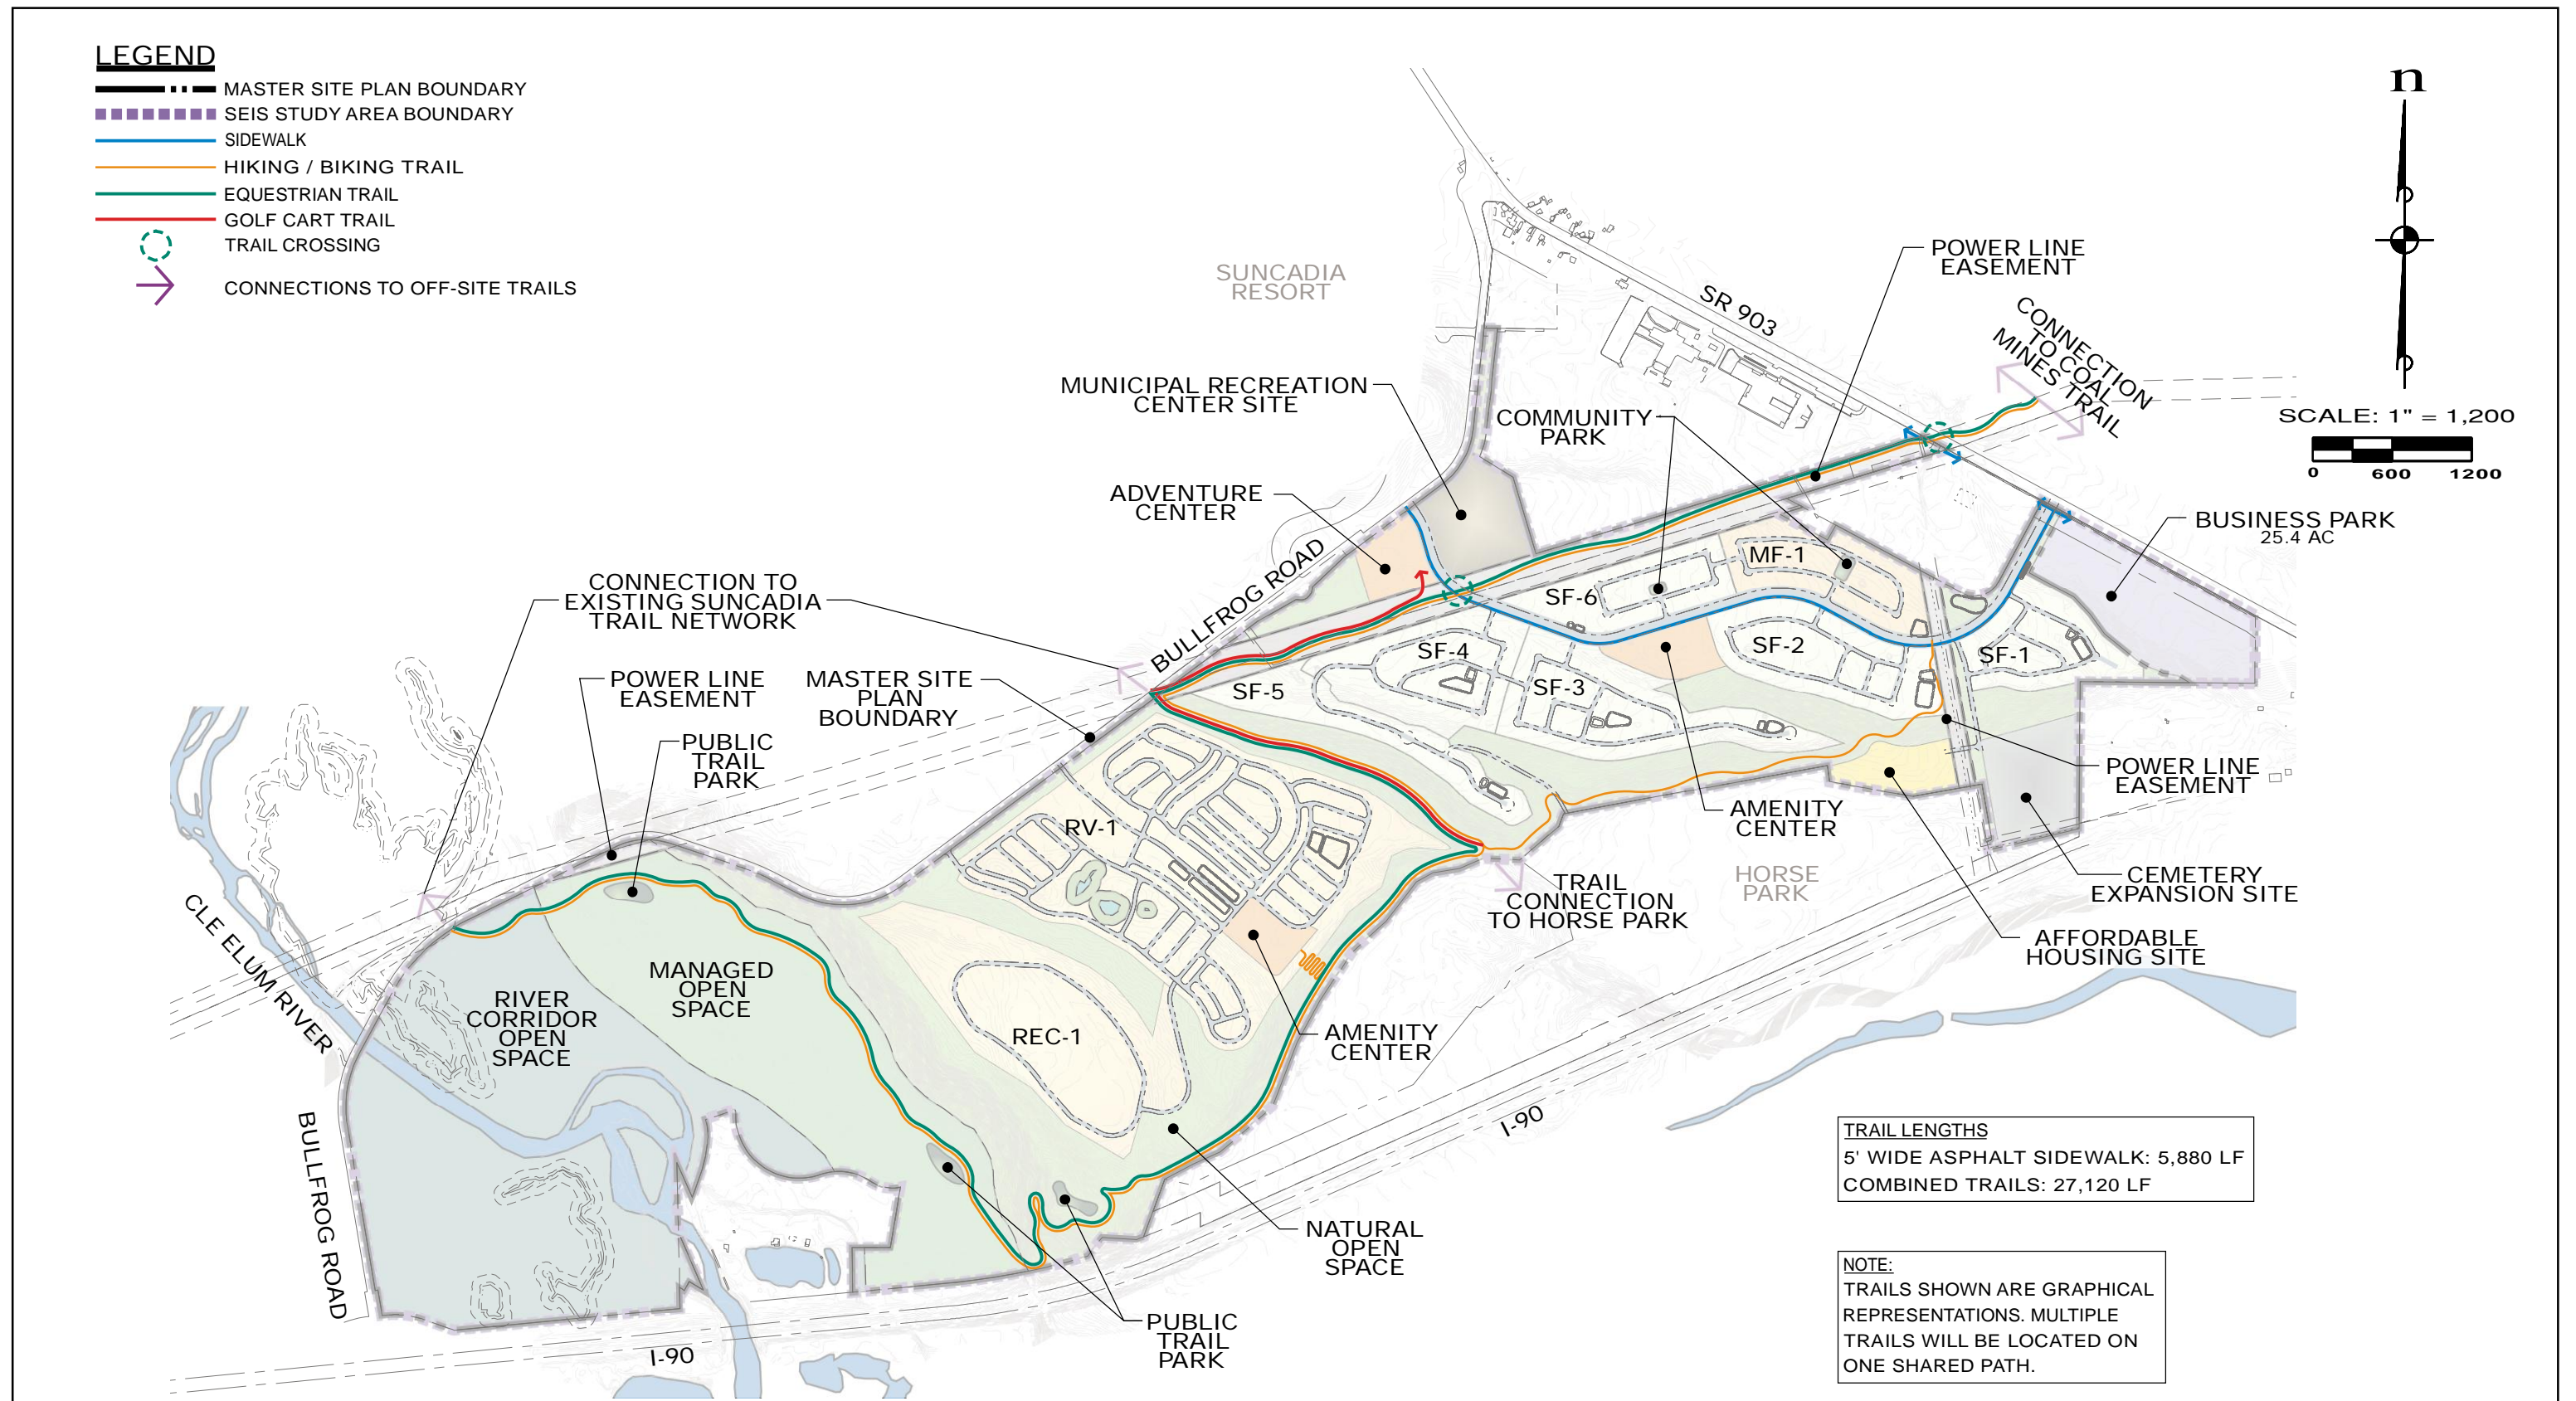 LEGEND
MASTER SITE PLAN BOUNDARY
SEIS STUDY AREA BOUNDARY
SIDEWALK
HIKING / BIKING TRAIL
EQUESTRIAN TRAIL
GOLF CART TRAIL
TRAIL CROSSING
CONNECTIONS TO OFF-SITE TRAILS
n
SCALE: 1" = 1,200
0 600 1200
SUNCADIA
RESORT
SR 903
POWER LINE
EASEMENT
CONNECTION
TO COAL
MINES TRAIL
MUNICIPAL RECREATION
CENTER SITE
COMMUNITY
PARK
ADVENTURE
CENTER
BUSINESS PARK
25.4 AC
BULLFROG ROAD
CONNECTION TO
EXISTING SUNCADIA
TRAIL NETWORK
MF-1
SF-6
SF-4
SF-2
SF-1
SF-5
SF-3
POWER LINE
EASEMENT
MASTER SITE
PLAN
BOUNDARY
PUBLIC
TRAIL
PARK
POWER LINE
EASEMENT
AMENITY
CENTER
RV-1
HORSE
PARK
TRAIL
CONNECTION
TO HORSE PARK
CEMETERY
EXPANSION SITE
AFFORDABLE
HOUSING SITE
CLE ELUM RIVER
MANAGED
OPEN
SPACE
RIVER
CORRIDOR
OPEN
SPACE
REC-1
AMENITY
CENTER
I-90
BULLFROG ROAD
NATURAL
OPEN
SPACE
PUBLIC
TRAIL
PARK
I-90
TRAIL LENGTHS
5' WIDE ASPHALT SIDEWALK: 5,880 LF
COMBINED TRAILS: 27,120 LF
NOTE:
TRAILS SHOWN ARE GRAPHICAL
REPRESENTATIONS. MULTIPLE
TRAILS WILL BE LOCATED ON
ONE SHARED PATH.